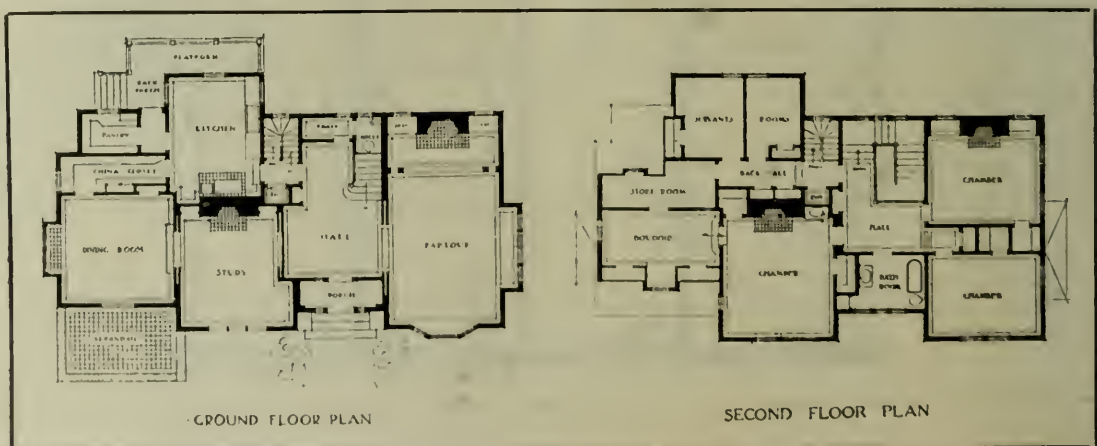 PLATFORM
BACK
PORCH
KITCHEN
PANTRY
CHINA CLOSET
DINING ROOM
STUDY
HALL
PORCH
PARLOUR
GROUND FLOOR PLAN
SERVANTS
ROOMS
BACK HALL
STORE ROOM
BOUDOIR
CHAMBER
HALL
CHAMBER
BATH
ROOM
CHAMBER
SECOND FLOOR PLAN